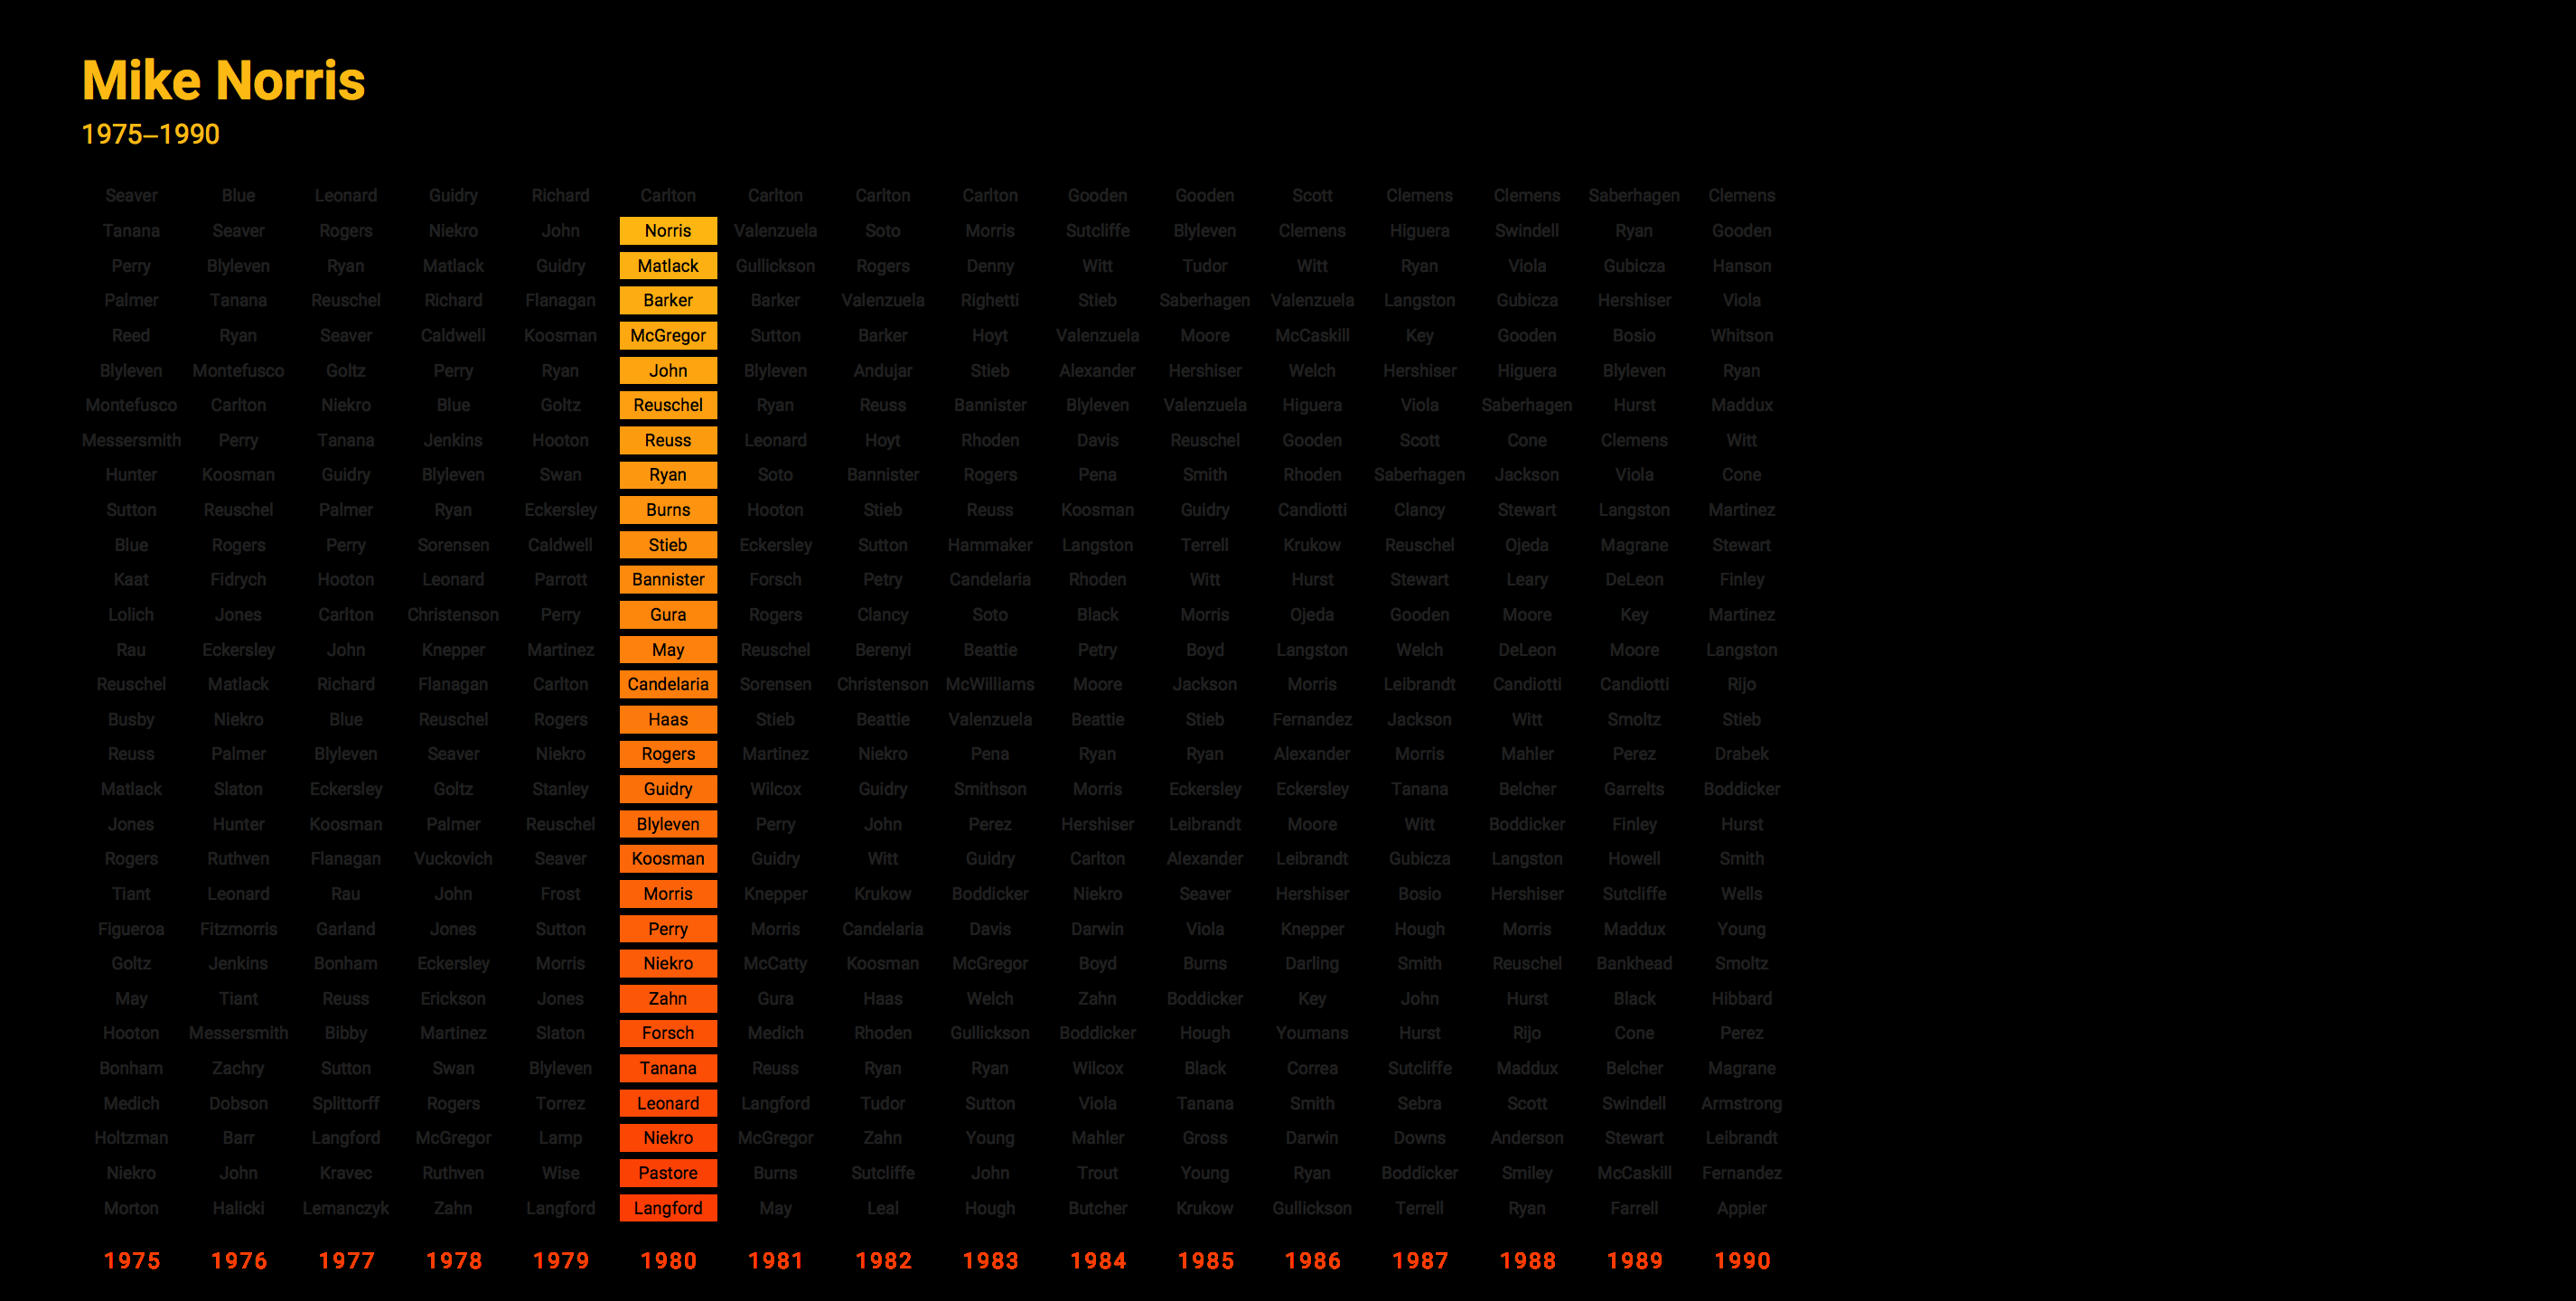 Mike Norris
1975–1990
Seaver Blue Leonard Guidry Richard Carlton Carlton Carlton Carlton Gooden Gooden Scott Clemens Clemens Saberhagen Clemens
Tanana Seaver Rogers Niekro John Norris Valenzuela Soto Morris Sutcliffe Blyleven Clemens Higuera Swindell Ryan Gooden
Perry Blyleven Ryan Matlack Guidry Matlack Gullickson Rogers Denny Witt Tudor Witt Ryan Viola Gubicza Hanson
Palmer Tanana Reuschel Richard Flanagan Barker Barker Valenzuela Righetti Stieb Saberhagen Valenzuela Langston Gubicza Hershiser Viola
Reed Ryan Seaver Caldwell Koosman McGregor Sutton Barker Hoyt Valenzuela Moore McCaskill Key Gooden Bosio Whitson
Blyleven Montefusco Goltz Perry Ryan John Blyleven Andujar Stieb Alexander Hershiser Welch Hershiser Higuera Blyleven Ryan
Montefusco Carlton Niekro Blue Goltz Reuschel Ryan Reuss Bannister Blyleven Valenzuela Higuera Viola Saberhagen Hurst Maddux
Messersmith Perry Tanana Jenkins Hooton Reuss Leonard Hoyt Rhoden Davis Reuschel Gooden Scott Cone Clemens Witt
Hunter Koosman Guidry Blyleven Swan Ryan Soto Bannister Rogers Pena Smith Rhoden Saberhagen Jackson Viola Cone
Sutton Reuschel Palmer Ryan Eckersley Burns Hooton Stieb Reuss Koosman Guidry Candiotti Clancy Stewart Langston Martinez
Blue Rogers Perry Sorensen Caldwell Stieb Eckersley Sutton Hammaker Langston Terrell Krukow Reuschel Ojeda Magrane Stewart
Kaat Fidrych Hooton Leonard Parrott Bannister Forsch Petry Candelaria Rhoden Witt Hurst Stewart Leary DeLeon Finley
Lolich Jones Carlton Christenson Perry Gura Rogers Clancy Soto Black Morris Ojeda Gooden Moore Key Martinez
Rau Eckersley John Knepper Martinez May Reuschel Berenyi Beattie Petry Boyd Langston Welch DeLeon Moore Langston
Reuschel Matlack Richard Flanagan Carlton Candelaria Sorensen Christenson McWilliams Moore Jackson Morris Leibrandt Candiotti Candiotti Rijo
Busby Niekro Blue Reuschel Rogers Haas Stieb Beattie Valenzuela Beattie Stieb Fernandez Jackson Witt Smoltz Stieb
Reuss Palmer Blyleven Seaver Niekro Rogers Martinez Niekro Pena Ryan Ryan Alexander Morris Mahler Perez Drabek
Matlack Slaton Eckersley Goltz Stanley Guidry Wilcox Guidry Smithson Morris Eckersley Eckersley Tanana Belcher Garrelts Boddicker
Jones Hunter Koosman Palmer Reuschel Blyleven Perry John Perez Hershiser Leibrandt Moore Witt Boddicker Finley Hurst
Rogers Ruthven Flanagan Vuckovich Seaver Koosman Guidry Witt Guidry Carlton Alexander Leibrandt Gubicza Langston Howell Smith
Tiant Leonard Rau John Frost Morris Knepper Krukow Boddicker Niekro Seaver Hershiser Bosio Hershiser Sutcliffe Wells
Figueroa Fitzmorris Garland Jones Sutton Perry Morris Candelaria Davis Darwin Viola Knepper Hough Morris Maddux Young
Goltz Jenkins Bonham Eckersley Morris Niekro McCatty Koosman McGregor Boyd Burns Darling Smith Reuschel Bankhead Smoltz
May Tiant Reuss Erickson Jones Zahn Gura Haas Welch Zahn Boddicker Key John Hurst Black Hibbard
Hooton Messersmith Bibby Martinez Slaton Forsch Medich Rhoden Gullickson Boddicker Hough Youmans Hurst Rijo Cone Perez
Bonham Zachry Sutton Swan Blyleven Tanana Reuss Ryan Ryan Wilcox Black Correa Sutcliffe Maddux Belcher Magrane
Medich Dobson Splittorff Rogers Torrez Leonard Langford Tudor Sutton Viola Tanana Smith Sebra Scott Swindell Armstrong
Holtzman Barr Langford McGregor Lamp Niekro McGregor Zahn Young Mahler Gross Darwin Downs Anderson Stewart Leibrandt
Niekro John Kravec Ruthven Wise Pastore Burns Sutcliffe John Trout Young Ryan Boddicker Smiley McCaskill Fernandez
Morton Halicki Lemanczyk Zahn Langford Langford May Leal Hough Butcher Krukow Gullickson Terrell Ryan Farrell Appier
1975 1976 1977 1978 1979 1980 1981 1982 1983 1984 1985 1986 1987 1988 1989 1990